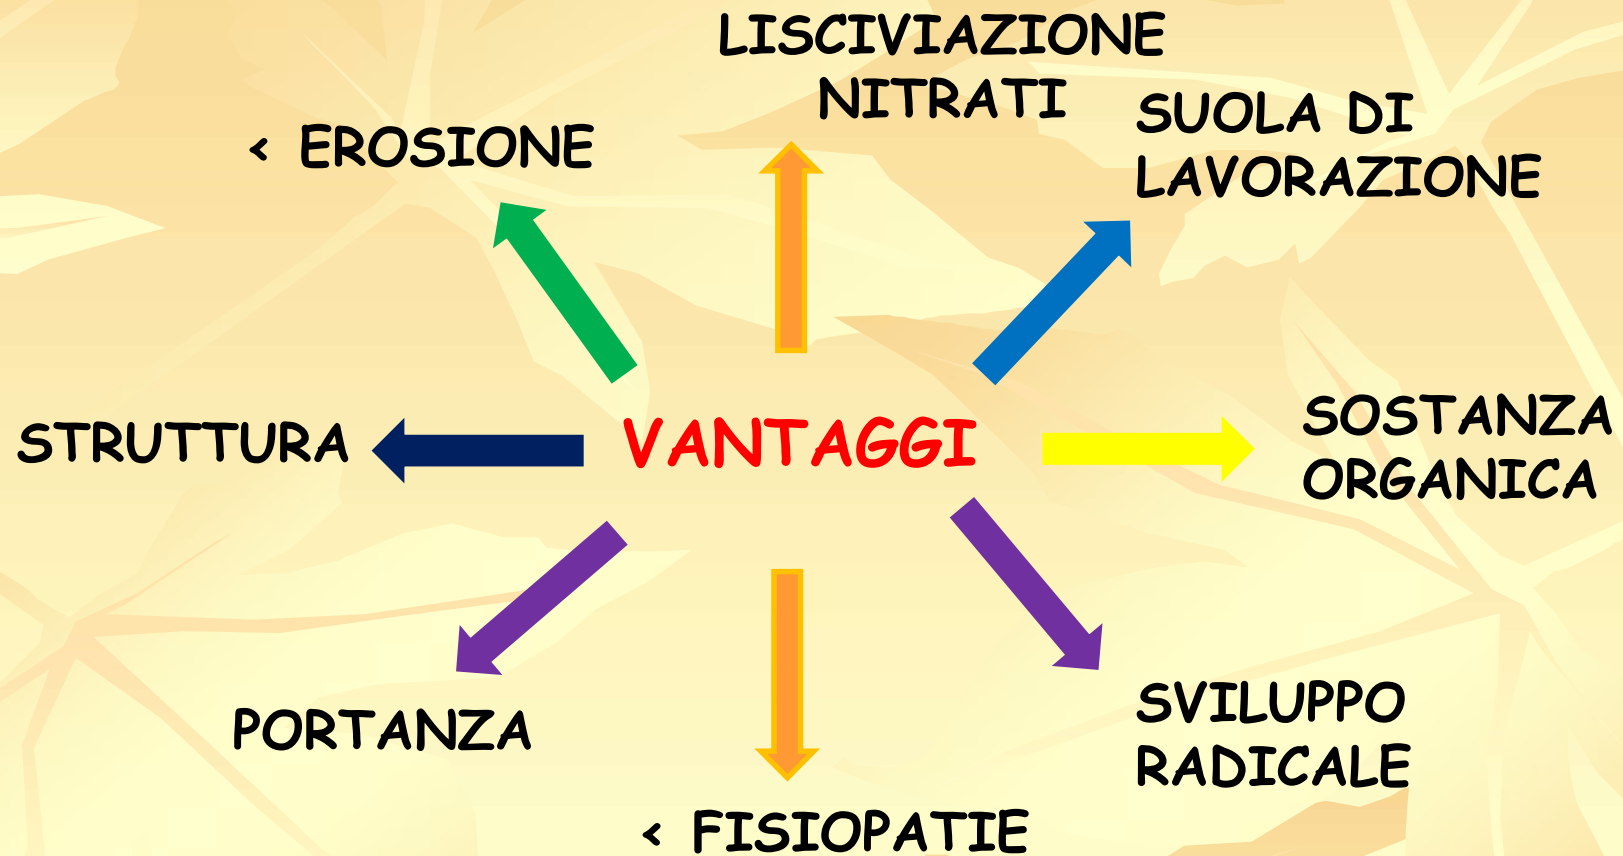 LISCIVIAZIONE
NITRATI
SUOLA DI
LAVORAZIONE
< EROSIONE
STRUTTURA
VANTAGGI
SOSTANZA
ORGANICA
PORTANZA
SVILUPPO
RADICALE
< FISIOPATIE